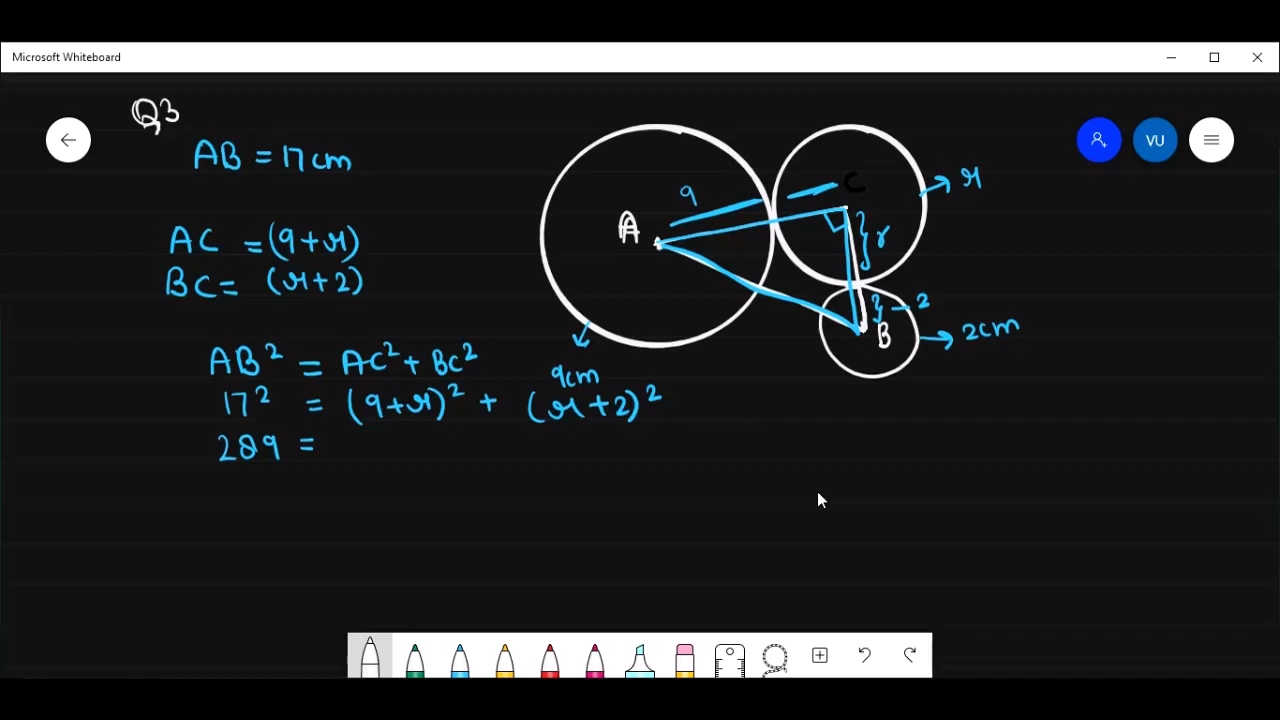 Microsoft Whiteboard
Q3
AB = 17 cm
AC = (9+r)
BC = (r+2)
AB² = AC² + BC²
17² = (9+r)² + (r+2)²
289 =
9
A
C
r
r
2
B
2cm
9cm
VU